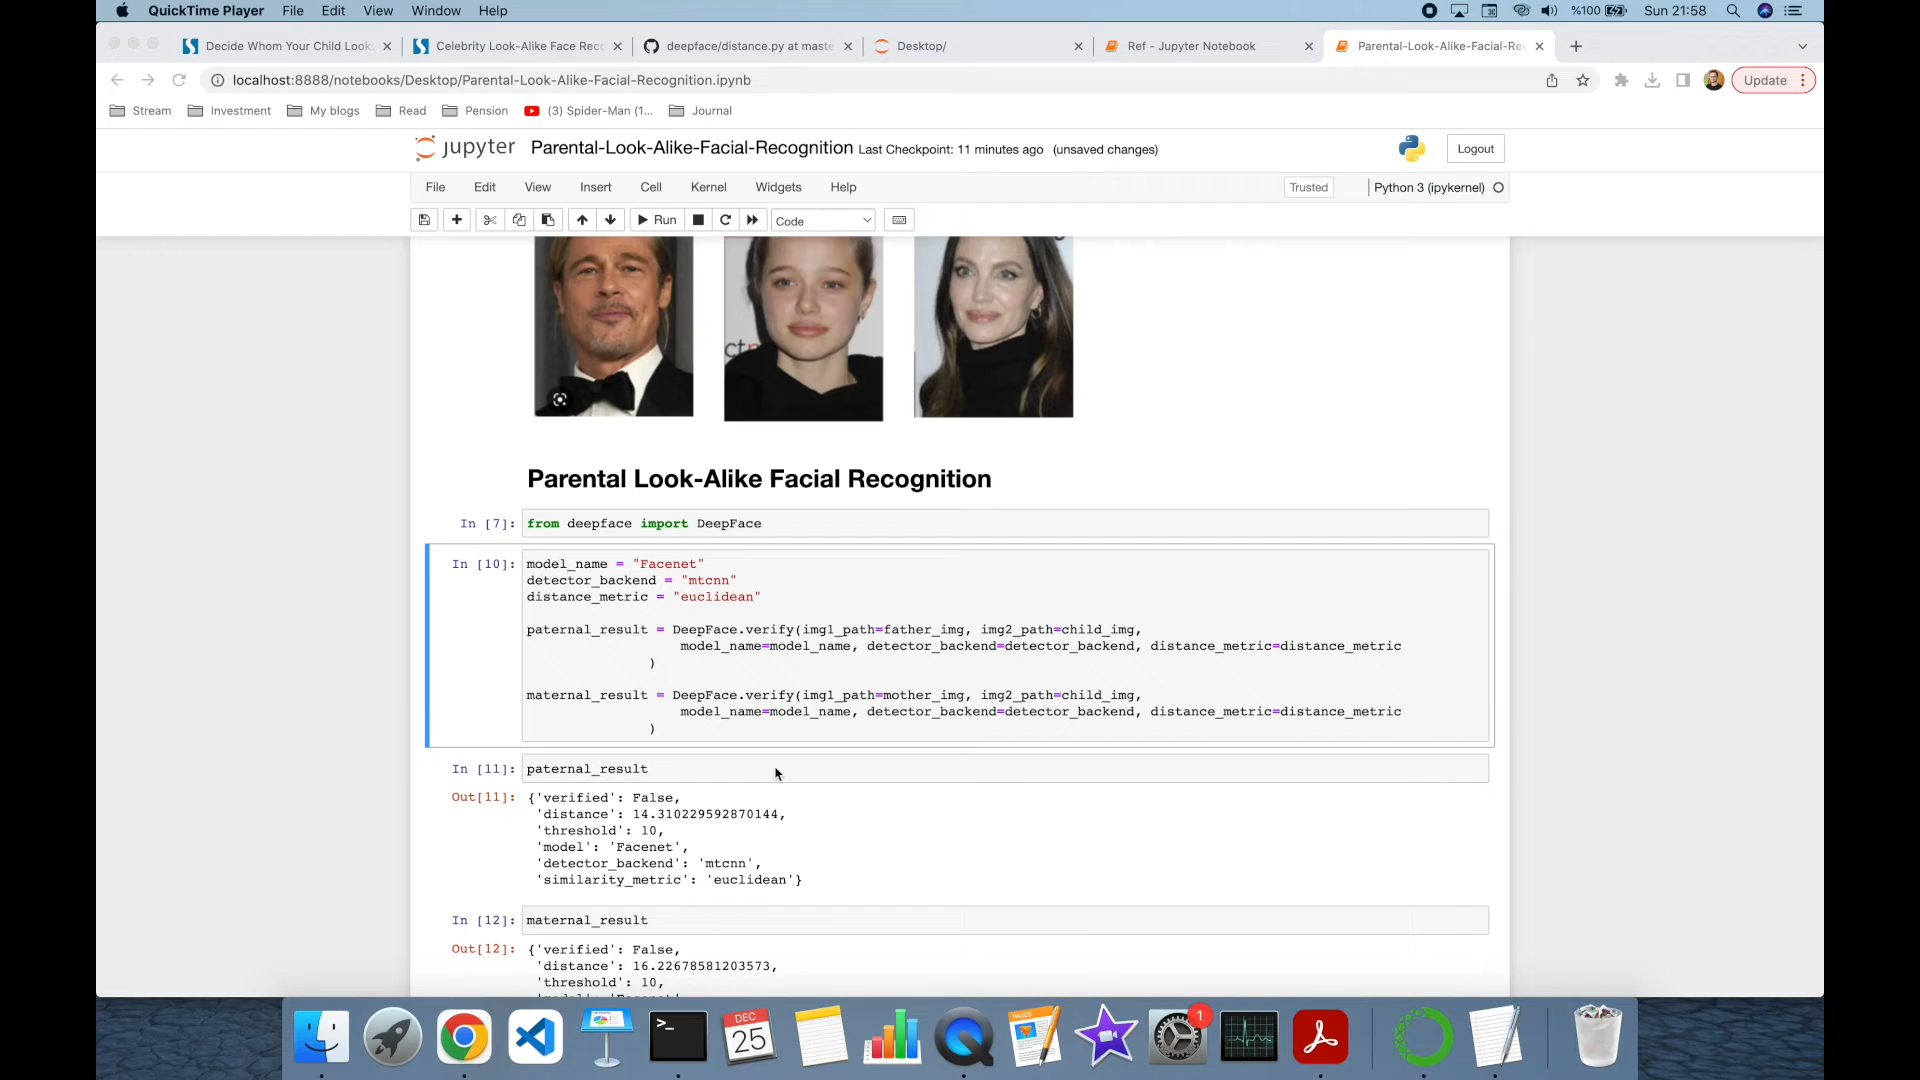 QuickTime Player File Edit View Window Help %100 Sun 21:58
Decide Whom Your Child Look Celebrity Look-Alike Face Reco deepface/distance.py at maste Desktop/ Ref - Jupyter Notebook Parental-Look-Alike-Facial-Re
localhost:8888/notebooks/Desktop/Parental-Look-Alike-Facial-Recognition.ipynb Update
Stream Investment My blogs Read Pension (3) Spider-Man (1... Journal
jupyter Parental-Look-Alike-Facial-Recognition Last Checkpoint: 11 minutes ago (unsaved changes) Logout
File Edit View Insert Cell Kernel Widgets Help Trusted Python 3 (ipykernel)
Run Code
Parental Look-Alike Facial Recognition
In [7]: from deepface import DeepFace
In [10]: model_name = "Facenet"
detector_backend = "mtcnn"
distance_metric = "euclidean"
paternal_result = DeepFace.verify(img1_path=father_img, img2_path=child_img,
model_name=model_name, detector_backend=detector_backend, distance_metric=distance_metric
)
maternal_result = DeepFace.verify(img1_path=mother_img, img2_path=child_img,
model_name=model_name, detector_backend=detector_backend, distance_metric=distance_metric
)
In [11]: paternal_result
Out[11]: {'verified': False,
'distance': 14.310229592870144,
'threshold': 10,
'model': 'Facenet',
'detector_backend': 'mtcnn',
'similarity_metric': 'euclidean'}
In [12]: maternal_result
Out[12]: {'verified': False,
'distance': 16.22678581203573,
'threshold': 10,
DEC
25
PAGES
1